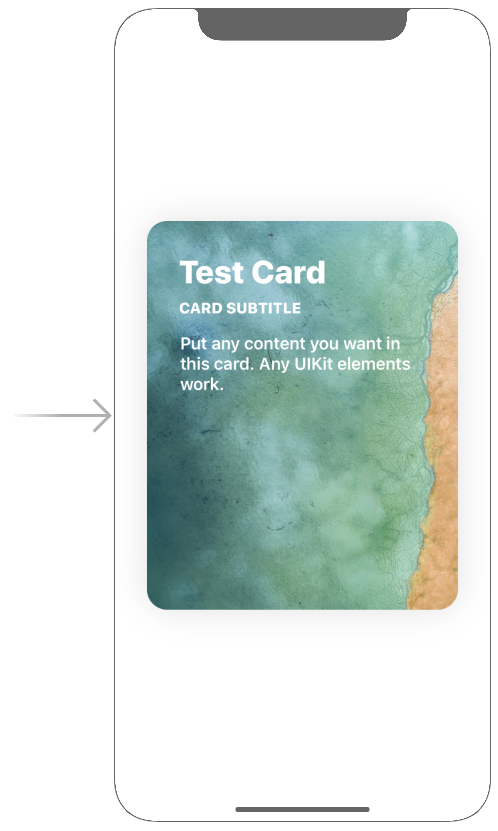 Test Card
CARD SUBTITLE
Put any content you want in
this card. Any UIKit elements
work.